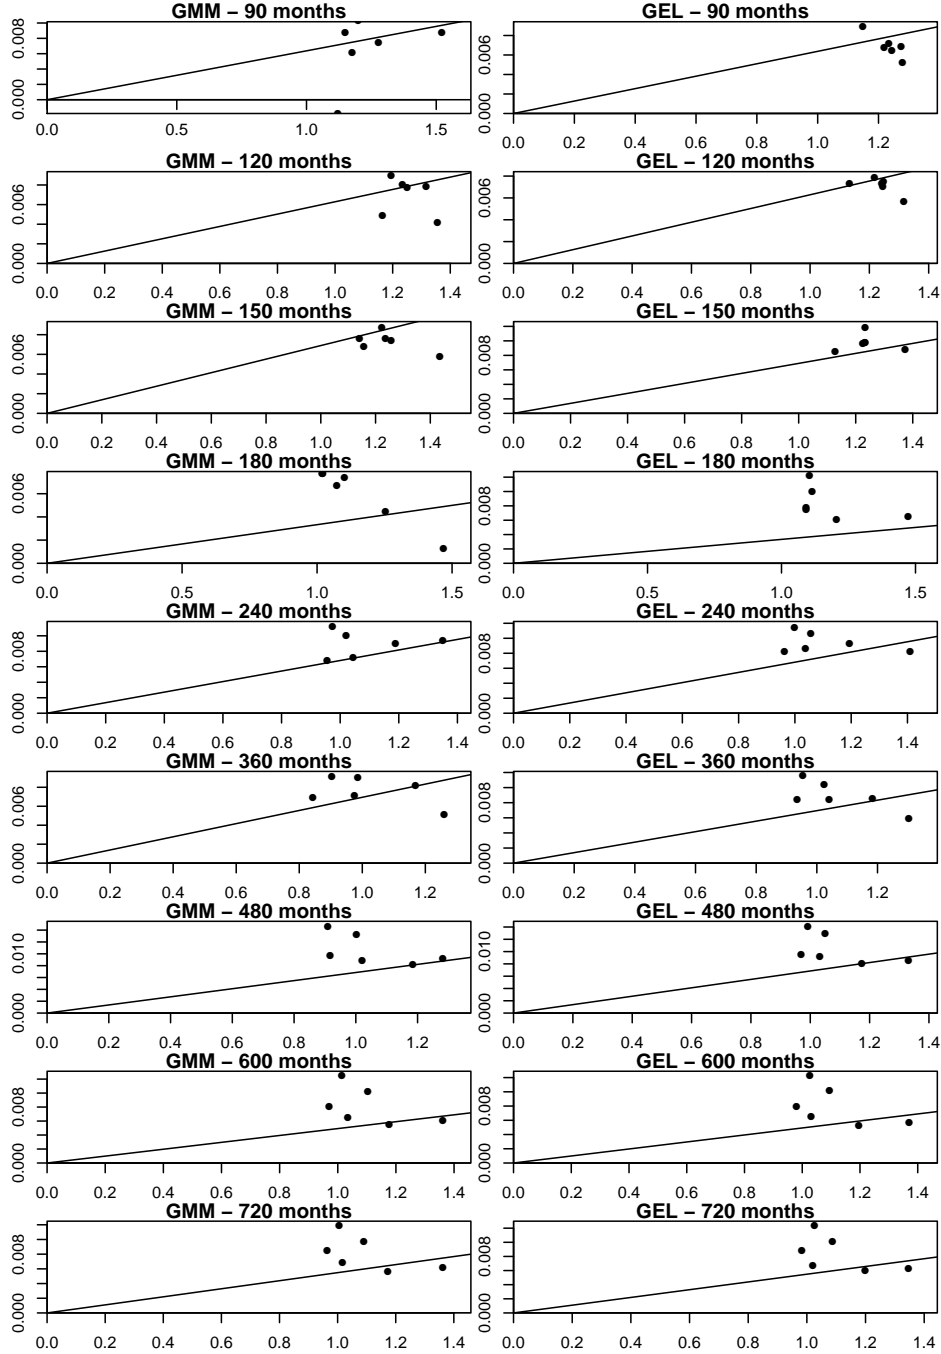 GMM – 90 months
0.000 0.008
0.0 0.5 1.0 1.5
GEL – 90 months
0.000 0.006
0.0 0.2 0.4 0.6 0.8 1.0 1.2
GMM – 120 months
0.000 0.006
0.0 0.2 0.4 0.6 0.8 1.0 1.2 1.4
GEL – 120 months
0.000 0.006
0.0 0.2 0.4 0.6 0.8 1.0 1.2 1.4
GMM – 150 months
0.000 0.006
0.0 0.2 0.4 0.6 0.8 1.0 1.2 1.4
GEL – 150 months
0.000 0.008
0.0 0.2 0.4 0.6 0.8 1.0 1.2 1.4
GMM – 180 months
0.000 0.006
0.0 0.5 1.0 1.5
GEL – 180 months
0.000 0.008
0.0 0.5 1.0 1.5
GMM – 240 months
0.000 0.008
0.0 0.2 0.4 0.6 0.8 1.0 1.2 1.4
GEL – 240 months
0.000 0.008
0.0 0.2 0.4 0.6 0.8 1.0 1.2 1.4
GMM – 360 months
0.000 0.006
0.0 0.2 0.4 0.6 0.8 1.0 1.2
GEL – 360 months
0.000 0.008
0.0 0.2 0.4 0.6 0.8 1.0 1.2
GMM – 480 months
0.000 0.010
0.0 0.2 0.4 0.6 0.8 1.0 1.2
GEL – 480 months
0.000 0.010
0.0 0.2 0.4 0.6 0.8 1.0 1.2 1.4
GMM – 600 months
0.000 0.008
0.0 0.2 0.4 0.6 0.8 1.0 1.2 1.4
GEL – 600 months
0.000 0.008
0.0 0.2 0.4 0.6 0.8 1.0 1.2 1.4
GMM – 720 months
0.000 0.008
0.0 0.2 0.4 0.6 0.8 1.0 1.2 1.4
GEL – 720 months
0.000 0.008
0.0 0.2 0.4 0.6 0.8 1.0 1.2 1.4